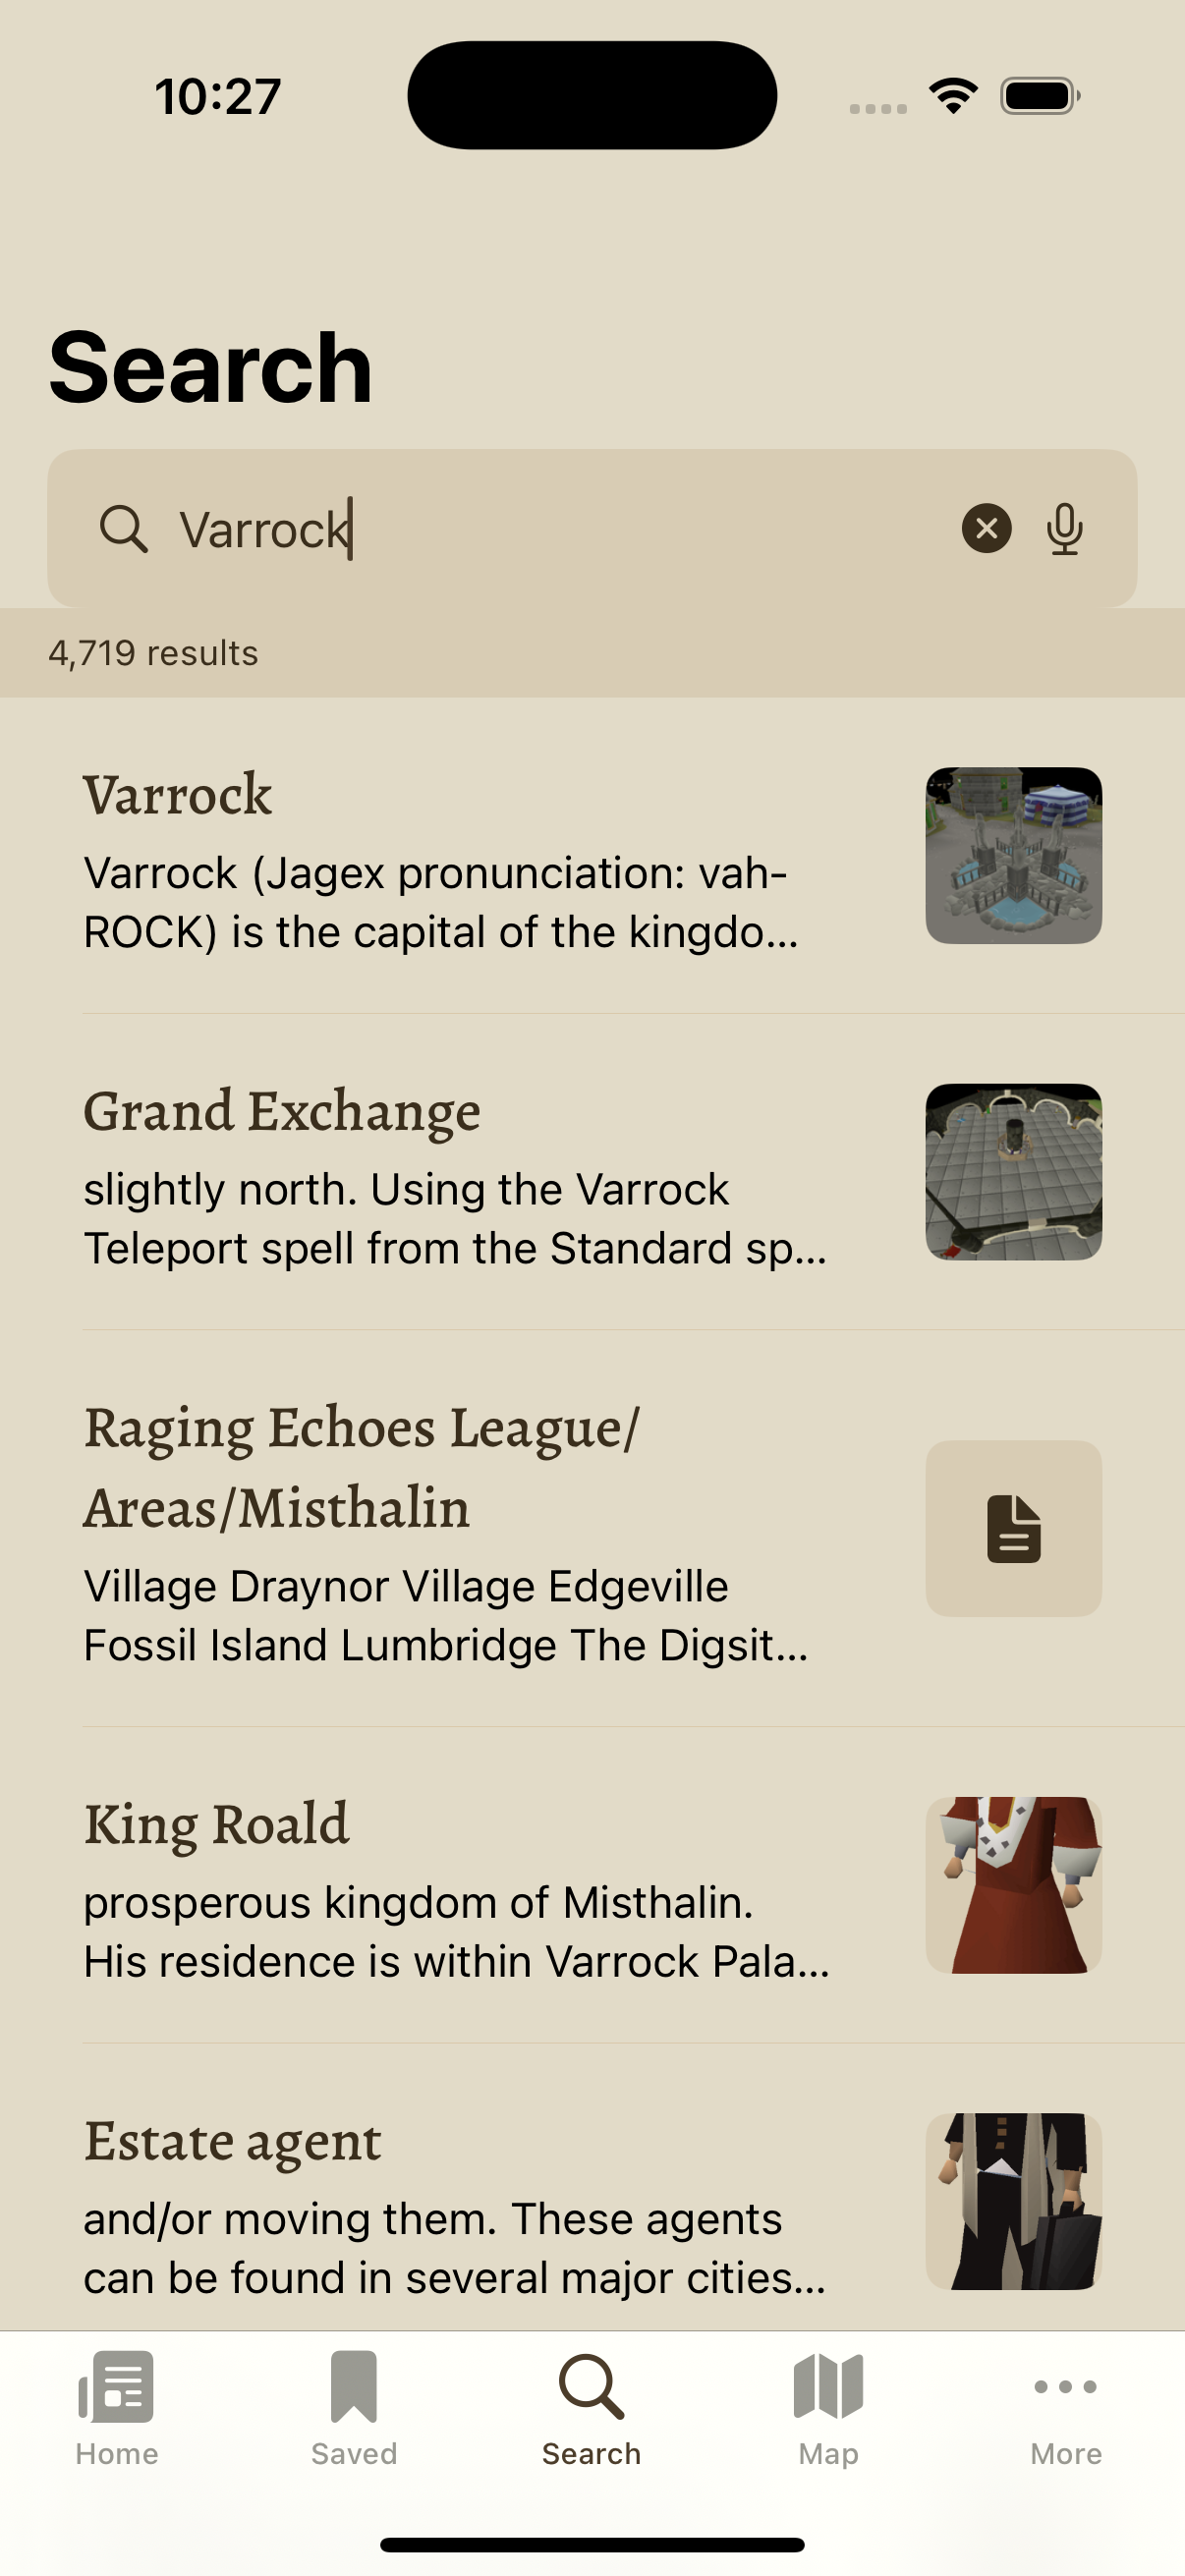 10:27
Search
Varrock
4,719 results
Varrock
Varrock (Jagex pronunciation: vah-
ROCK) is the capital of the kingdo...
Grand Exchange
slightly north. Using the Varrock
Teleport spell from the Standard sp...
Raging Echoes League/
Areas/Misthalin
Village Draynor Village Edgeville
Fossil Island Lumbridge The Digsit...
King Roald
prosperous kingdom of Misthalin.
His residence is within Varrock Pala...
Estate agent
and/or moving them. These agents
can be found in several major cities...
Home
Saved
Search
Map
More